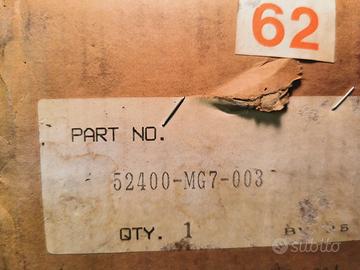 62
PART NO.
52400-MG7-003
QTY. 1
subito